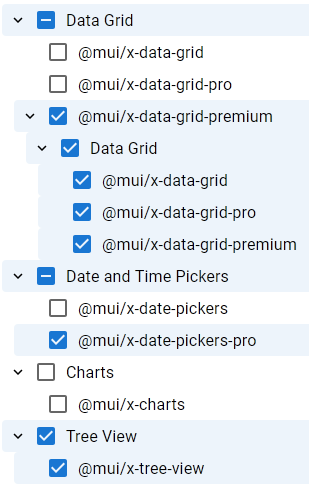 Data Grid
@mui/x-data-grid
@mui/x-data-grid-pro
@mui/x-data-grid-premium
Data Grid
@mui/x-data-grid
@mui/x-data-grid-pro
@mui/x-data-grid-premium
Date and Time Pickers
@mui/x-date-pickers
@mui/x-date-pickers-pro
Charts
@mui/x-charts
Tree View
@mui/x-tree-view